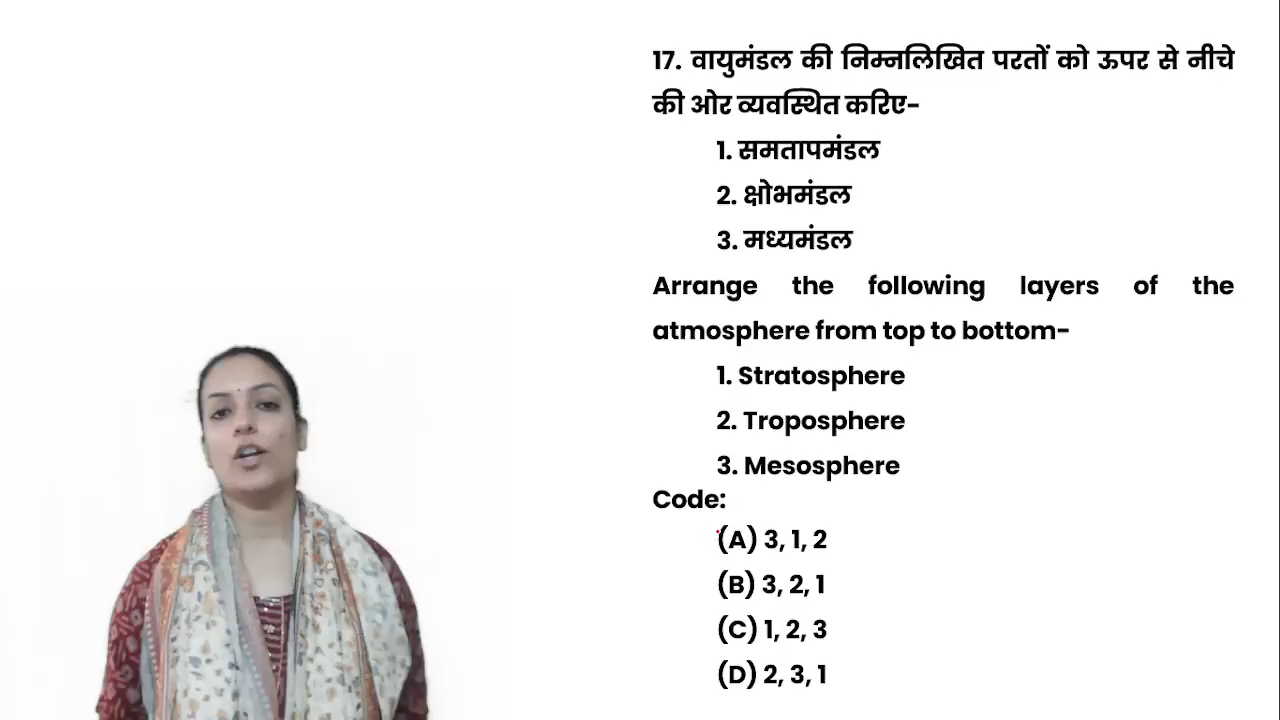 17. वायुमंडल की निम्नलिखित परतों को ऊपर से नीचे
की ओर व्यवस्थित करिए-
1. समतापमंडल
2. क्षोभमंडल
3. मध्यमंडल
Arrange the following layers of the
atmosphere from top to bottom-
1. Stratosphere
2. Troposphere
3. Mesosphere
Code:
(A) 3, 1, 2
(B) 3, 2, 1
(C) 1, 2, 3
(D) 2, 3, 1